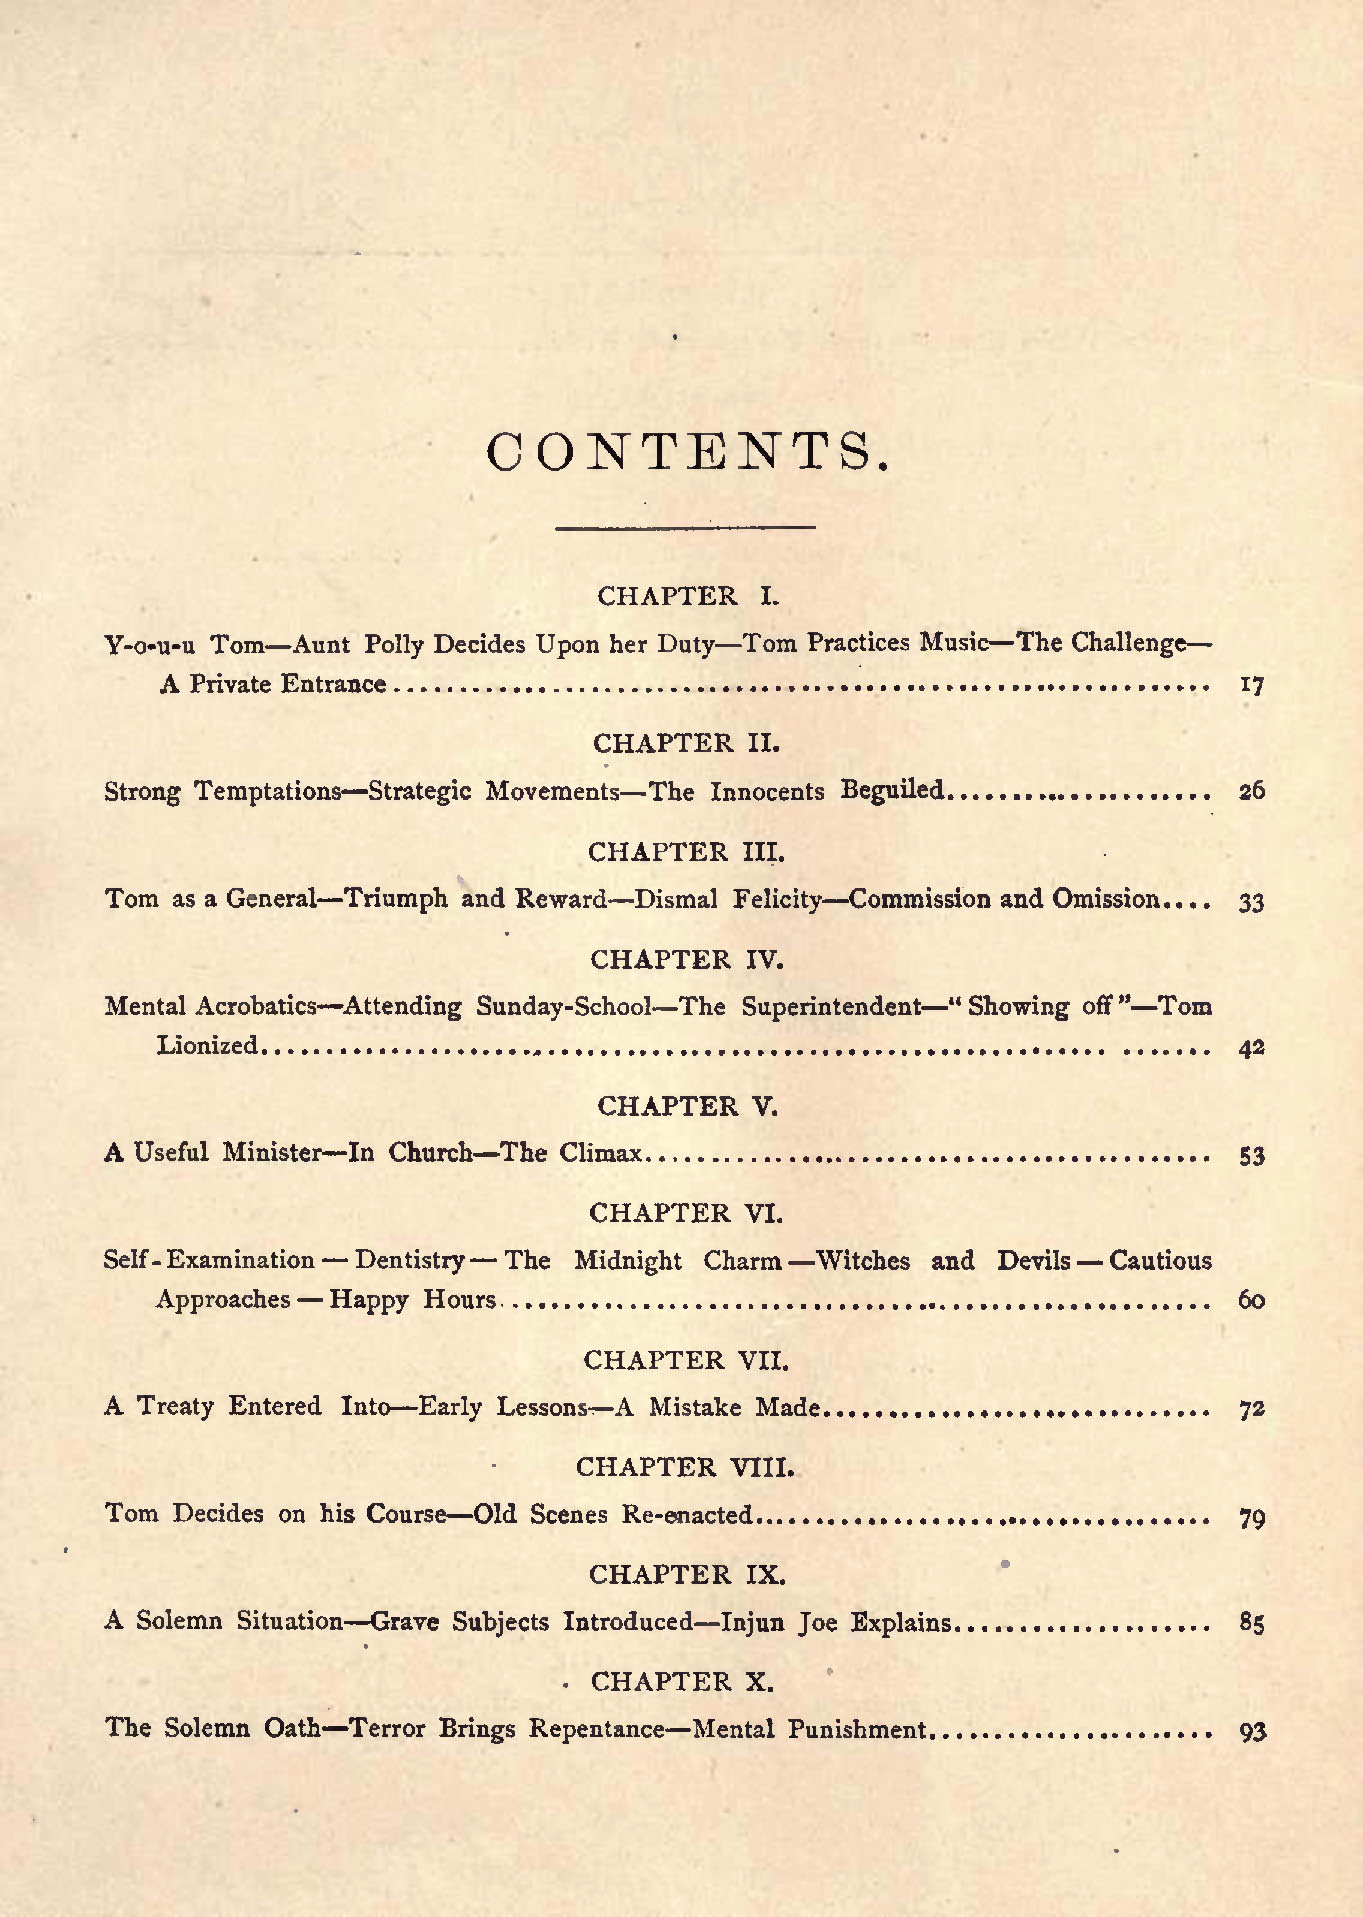 CONTENTS.
CHAPTER I.
Y-o-u-u Tom—Aunt Polly Decides Upon her Duty—Tom Practices Music—The Challenge—
A Private Entrance................................................................ 17
CHAPTER II.
Strong Temptations—Strategic Movements—The Innocents Beguiled..................... 26
CHAPTER III.
Tom as a General—Triumph and Reward—Dismal Felicity—Commission and Omission.... 33
CHAPTER IV.
Mental Acrobatics—Attending Sunday-School—The Superintendent—"Showing off"—Tom
Lionized.......................................................................... 42
CHAPTER V.
A Useful Minister—In Church—The Climax............................................ 53
CHAPTER VI.
Self-Examination — Dentistry — The Midnight Charm — Witches and Devils — Cautious
Approaches — Happy Hours....................................................... 60
CHAPTER VII.
A Treaty Entered Into—Early Lessons—A Mistake Made.............................. 72
CHAPTER VIII.
Tom Decides on his Course—Old Scenes Re-enacted................................... 79
CHAPTER IX.
A Solemn Situation—Grave Subjects Introduced—Injun Joe Explains.................... 85
CHAPTER X.
The Solemn Oath—Terror Brings Repentance—Mental Punishment...................... 93